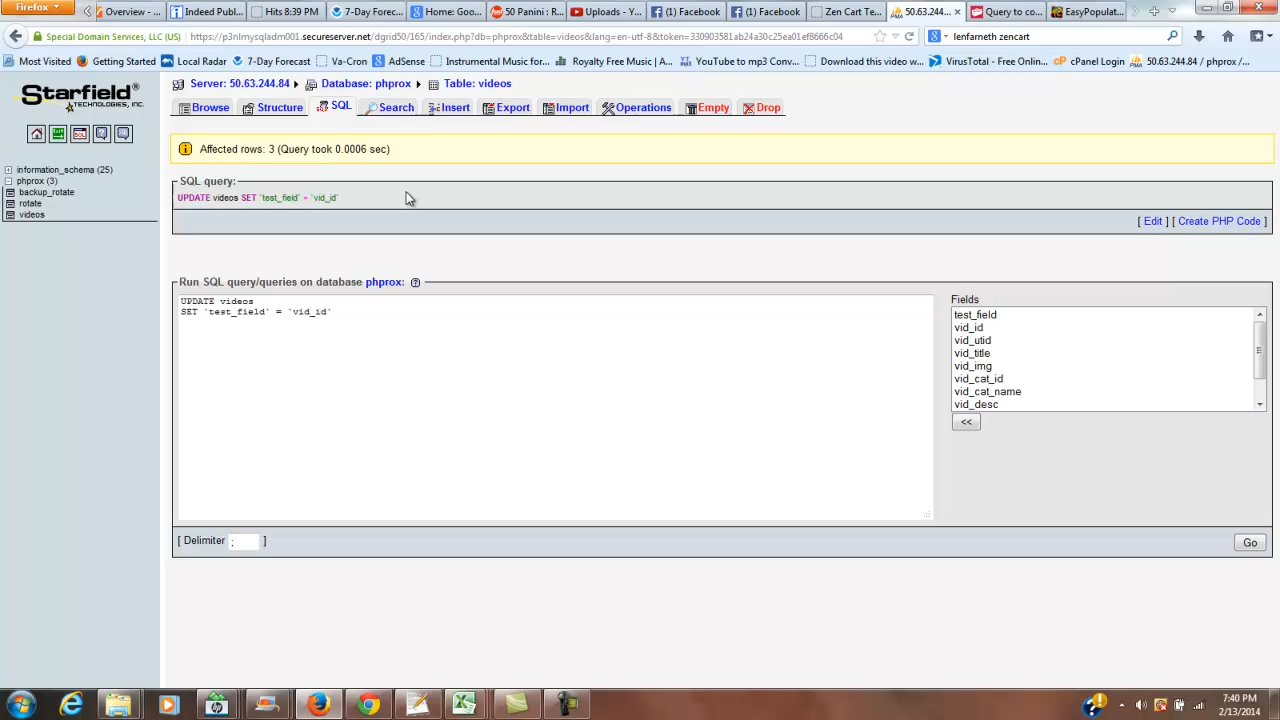 Firefox
Overview - ...
Indeed Publ...
Hits 8:39 PM
7-Day Forec...
Hom
50 Panini : R...
Uploads - Y...
(1) Facebook
(1) Facebook
Zen Cart Te...
50.63.244...
Query to co...
EasyPopulat...
Special Domain Services, LLC (US)
https://p3nlmysqladm001.secureserver.net/dgrid50/165/index.php?db=phprox&table=videos&lang=en-utf-8&token=330903581ab24a30c25ea01ef8666c04
lenfarneth zencart
Most Visited
Getting Started
Local Radar
7-Day Forecast
Va-Cron
AdSense
Instrumental Music for...
Royalty Free Music | A...
YouTube to mp3 Conv...
Download this video w...
VirusTotal - Free Onlin...
cPanel Login
50.63.244.84 / phprox /...
Starfield
TECHNOLOGIES, INC.
Server: 50.63.244.84
Database: phprox
Table: videos
Browse
Structure
SQL
Search
Insert
Export
Import
Operations
Empty
Drop
Affected rows: 3 (Query took 0.0006 sec)
information_schema (25)
phprox (3)
backup_rotate
rotate
videos
SQL query:
UPDATE videos SET `test_field` = `vid_id`
[ Edit ] [ Create PHP Code ]
Run SQL query/queries on database phprox:
UPDATE videos
SET `test_field` = `vid_id`
Fields
test_field
vid_id
vid_utid
vid_title
vid_img
vid_cat_id
vid_cat_name
vid_desc
<<
[ Delimiter ; ]
Go
7:40 PM
2/13/2014